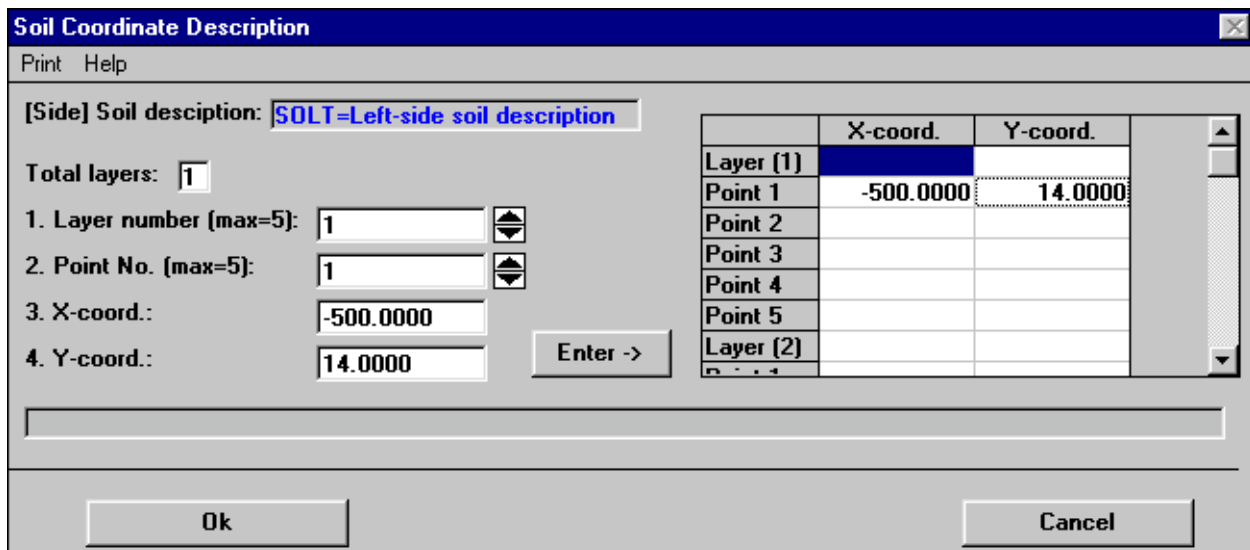 Soil Coordinate Description
Print Help
[Side] Soil desciption: SOLT=Left-side soil description
Total layers: 1
1. Layer number (max=5): 1
2. Point No. (max=5): 1
3. X-coord.: -500.0000
4. Y-coord.: 14.0000
Enter ->
X-coord. Y-coord.
Layer (1)
Point 1 -500.0000 14.0000
Point 2
Point 3
Point 4
Point 5
Layer (2)
Ok Cancel